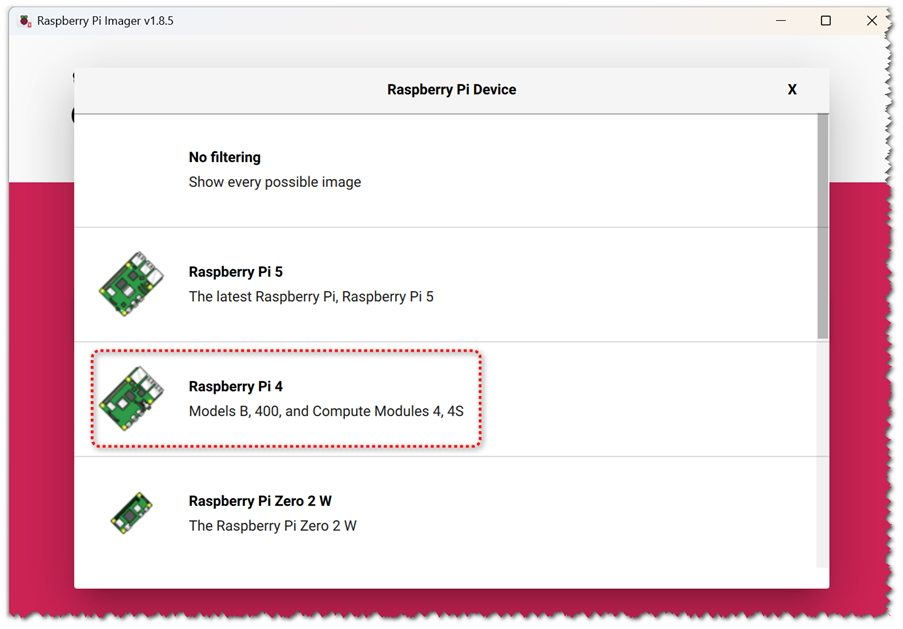 Raspberry Pi Imager v1.8.5
Raspberry Pi Device
X
No filtering
Show every possible image
Raspberry Pi 5
The latest Raspberry Pi, Raspberry Pi 5
Raspberry Pi 4
Models B, 400, and Compute Modules 4, 4S
Raspberry Pi Zero 2 W
The Raspberry Pi Zero 2 W